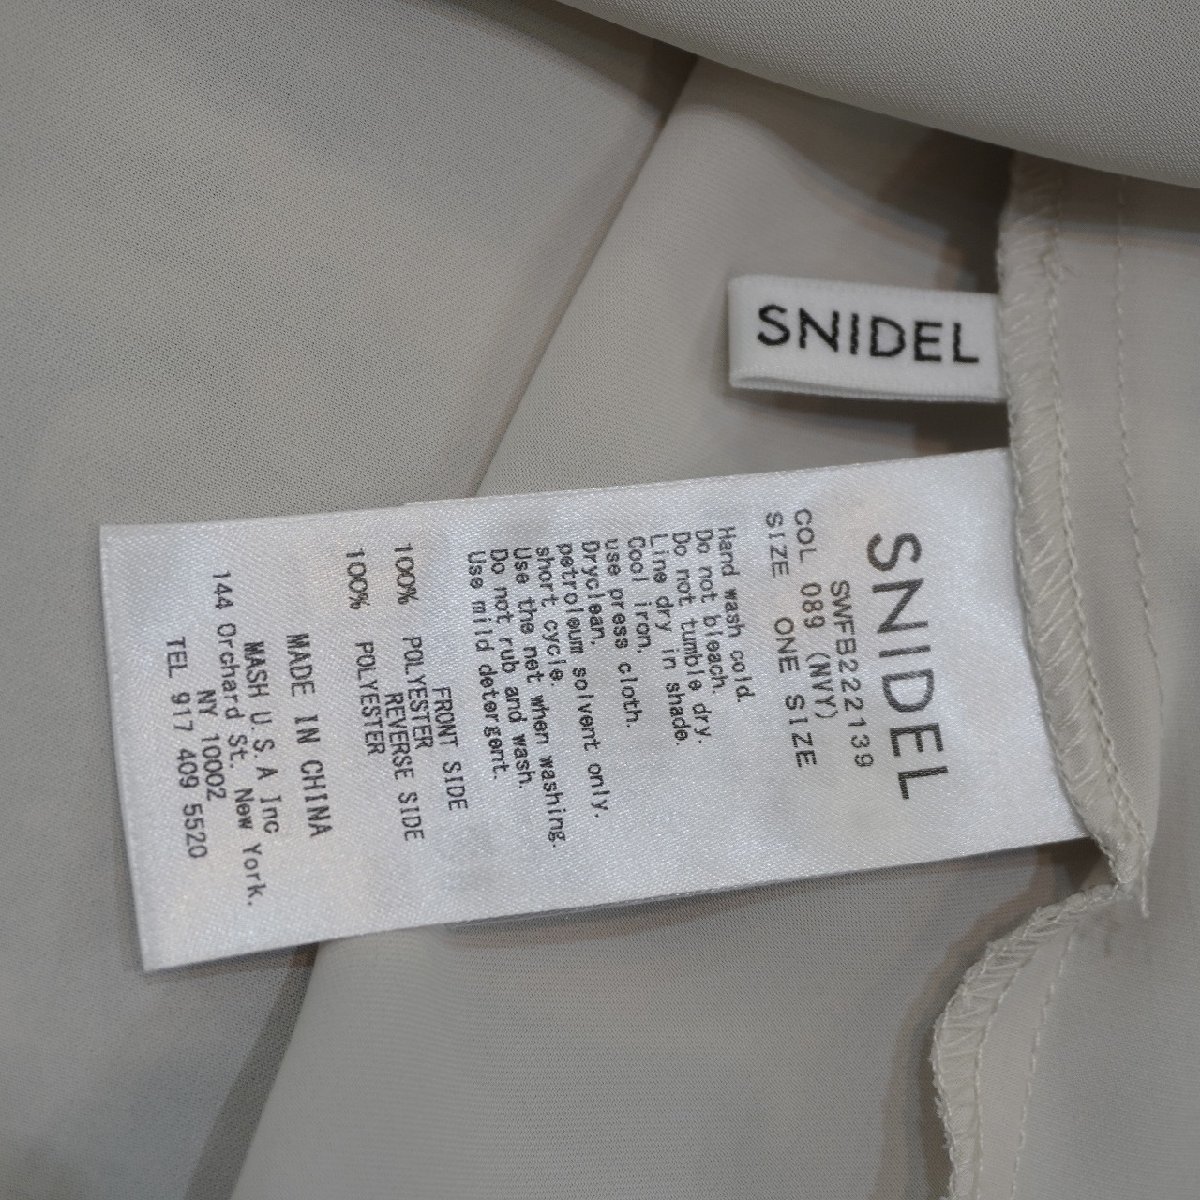 SNIDEL
SNIDEL
SWFB222139
COL 089 (NVY)
SIZE ONE SIZE
Hand wash cold.
Do not bleach.
Do not tumble dry.
Line dry in shade.
Cool iron.
use press cloth.
Dryclean.
petroleum solvent only.
short cycle.
Use the net when washing.
Do not rub and wash.
Use mild detergent.
FRONT SIDE
100% POLYESTER
REVERSE SIDE
100% POLYESTER
MADE IN CHINA
MASH U.S.A Inc
144 Orchard St. New York.
NY 10002
TEL 917 409 5520